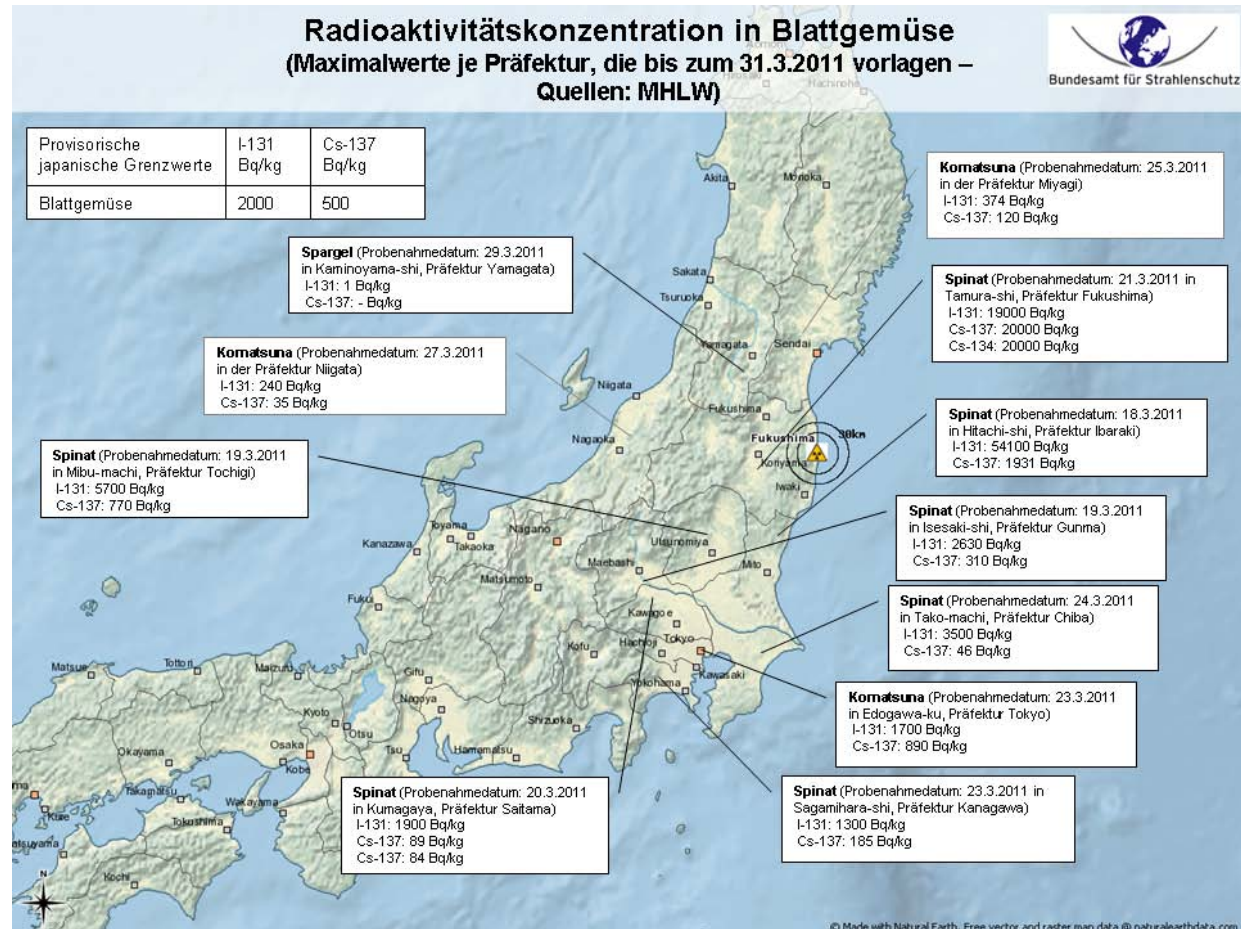 Radioaktivitätskonzentration in Blattgemüse
(Maximalwerte je Präfektur, die bis zum 31.3.2011 vorlagen –
Quellen: MHLW)
Bundesamt für Strahlenschutz
Provisorische japanische Grenzwerte I-131 Bq/kg Cs-137 Bq/kg
Blattgemüse 2000 500
Kornatsuna (Probenahmedatum: 25.3.2011
in der Präfektur Miyagi)
I-131: 374 Bq/kg
Cs-137: 120 Bq/kg
Spargel (Probenahmedatum: 29.3.2011
in Kaminoyama-shi, Präfektur Yamagata)
I-131: 1 Bq/kg
Cs-137: - Bq/kg
Spinat (Probenahmedatum: 21.3.2011 in
Tamura-shi, Präfektur Fukushima)
I-131: 19000 Bq/kg
Cs-137: 20000 Bq/kg
Cs-134: 20000 Bq/kg
Kornatsuna (Probenahmedatum: 27.3.2011
in der Präfektur Niigata)
I-131: 240 Bq/kg
Cs-137: 35 Bq/kg
Spinat (Probenahmedatum: 18.3.2011
in Hitachi-shi, Präfektur Ibaraki)
I-131: 54100 Bq/kg
Cs-137: 1931 Bq/kg
Spinat (Probenahmedatum: 19.3.2011
in Mibu-machi, Präfektur Tochigi)
I-131: 5700 Bq/kg
Cs-137: 770 Bq/kg
Spinat (Probenahmedatum: 19.3.2011
in Isesaki-shi, Präfektur Gunma)
I-131: 2630 Bq/kg
Cs-137: 310 Bq/kg
Spinat (Probenahmedatum: 24.3.2011
in Tako-machi, Präfektur Chiba)
I-131: 3500 Bq/kg
Cs-137: 46 Bq/kg
Kornatsuna (Probenahmedatum: 23.3.2011
in Edogawa-ku, Präfektur Tokyo)
I-131: 1700 Bq/kg
Cs-137: 890 Bq/kg
Spinat (Probenahmedatum: 20.3.2011
in Kumagaya, Präfektur Saitama)
I-131: 1900 Bq/kg
Cs-137: 89 Bq/kg
Cs-137: 84 Bq/kg
Spinat (Probenahmedatum: 23.3.2011 in
Sagamihara-shi, Präfektur Kanagawa)
I-131: 1300 Bq/kg
Cs-137: 185 Bq/kg
Hachinohe
Akita
Morioka
Sakata
Tsuruoka
Yamagata
Sendai
Niigata
Fukushima
Fukushima
30km
Nagaoka
Koriyama
Iwaki
Toyama
Takaoka
Nagano
Kanazawa
Utsunomiya
Maebashi
Mito
Matsumoto
Fukui
Kawagoe
Hachioji
Tokyo
Kofu
Kawasaki
Yokohama
Matsue
Tottori
Maizuru
Gifu
Nagoya
Kyoto
Otsu
Shizuoka
Okayama
Osaka
Kobe
Tsu
Hamamatsu
Takamatsu
Wakayama
Kure
Tokushima
Kochi
N
© Made with Natural Earth. Free vector and raster map data @ naturalearthdata.com